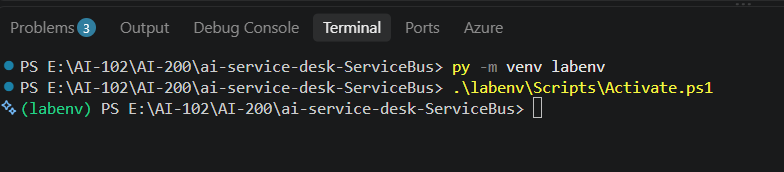 Problems 3 Output Debug Console Terminal Ports Azure
PS E:\AI-102\AI-200\ai-service-desk-ServiceBus> py -m venv labenv
PS E:\AI-102\AI-200\ai-service-desk-ServiceBus> .\labenv\Scripts\Activate.ps1
(labenv) PS E:\AI-102\AI-200\ai-service-desk-ServiceBus>